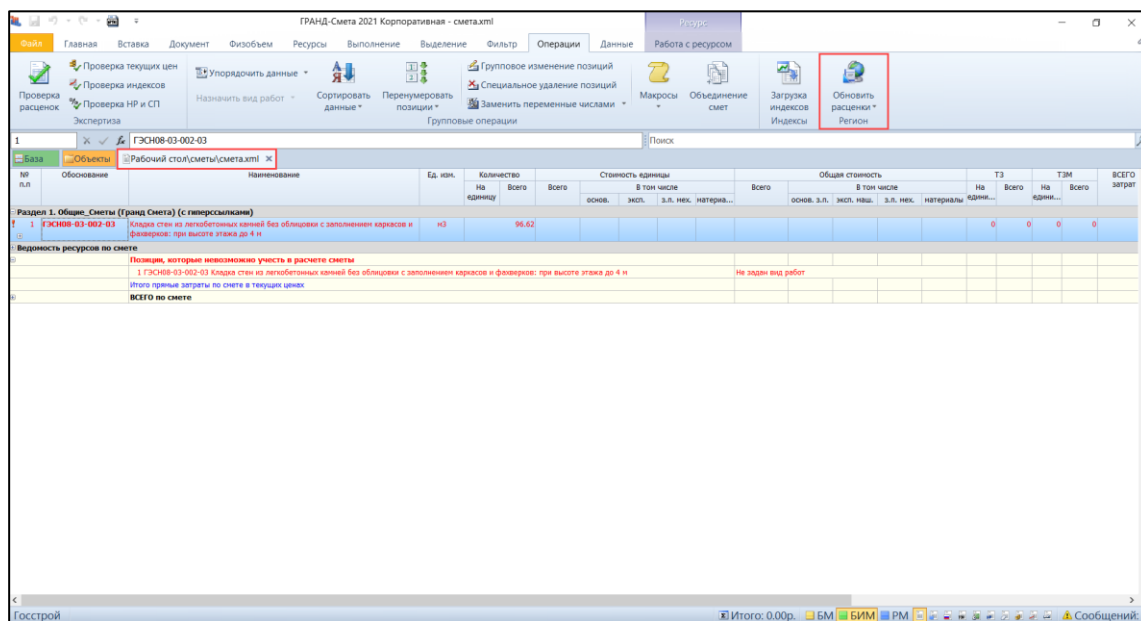 ГРАНД-Смета 2021 Корпоративная - смета.xml
Ресурс
Файл Главная Вставка Документ Физобъем Ресурсы Выполнение Выделение Фильтр Операции Данные Работа с ресурсом
Проверка расценок
Проверка текущих цен
Проверка индексов
Проверка НР и СП
Экспертиза
Упорядочить данные
Назначить вид работ
Сортировать данные
Перенумеровать позиции
Групповое изменение позиций
Специальное удаление позиций
Заменить переменные числами
Макросы
Объединение смет
Групповые операции
Загрузка индексов
Индексы
Обновить расценки
Регион
1 fx ГЭСН08-03-002-03 Поиск
База Объекты Рабочий стол\сметы\смета.xml
№ п.п Обоснование Наименование Ед. изм. Количество Стоимость единицы Общая стоимость ТЗ ТЗМ ВСЕГО затрат
На единицу Всего Всего В том числе Всего В том числе На едини... Всего На едини... Всего
основ. эксп. з.п. мех. материа... основ. з.п. эксп. маш. з.п. мех. материалы
Раздел 1. Общие_Сметы (Гранд Смета) (с гиперссылками)
! 1 ГЭСН08-03-002-03 Кладка стен из легкобетонных камней без облицовки с заполнением каркасов и м3 96.62 0 0 0 0
фахверков: при высоте этажа до 4 м
Ведомость ресурсов по смете
Позиции, которые невозможно учесть в расчете сметы
1 ГЭСН08-03-002-03 Кладка стен из легкобетонных камней без облицовки с заполнением каркасов и фахверков: при высоте этажа до 4 м Не задан вид работ
Итого прямые затраты по смете в текущих ценах
ВСЕГО по смете
Госстрой Итого: 0.00р. БМ БИМ РМ Сообщений: